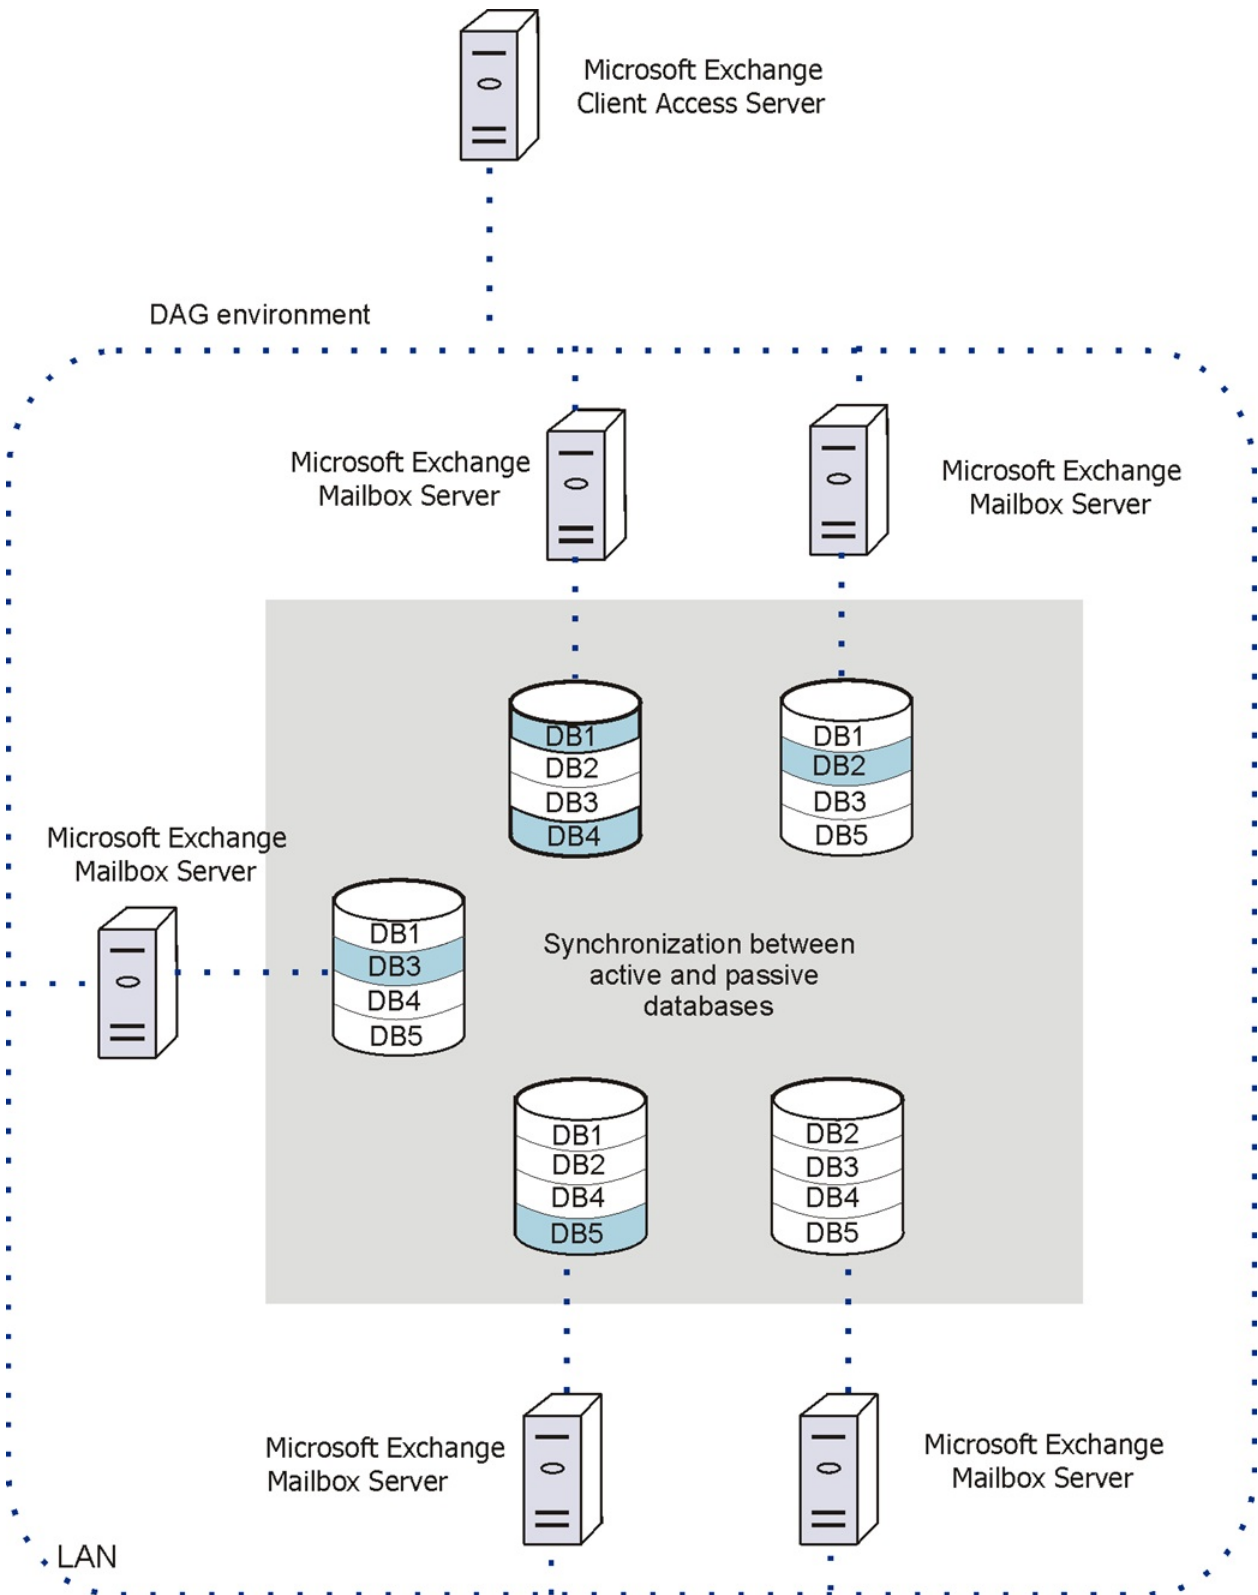 Microsoft Exchange
Client Access Server
DAG environment
Microsoft Exchange
Mailbox Server
Microsoft Exchange
Mailbox Server
DB1
DB2
DB3
DB4
DB1
DB2
DB3
DB5
Microsoft Exchange
Mailbox Server
DB1
DB3
DB4
DB5
Synchronization between
active and passive
databases
DB1
DB2
DB4
DB5
DB2
DB3
DB4
DB5
Microsoft Exchange
Mailbox Server
Microsoft Exchange
Mailbox Server
LAN